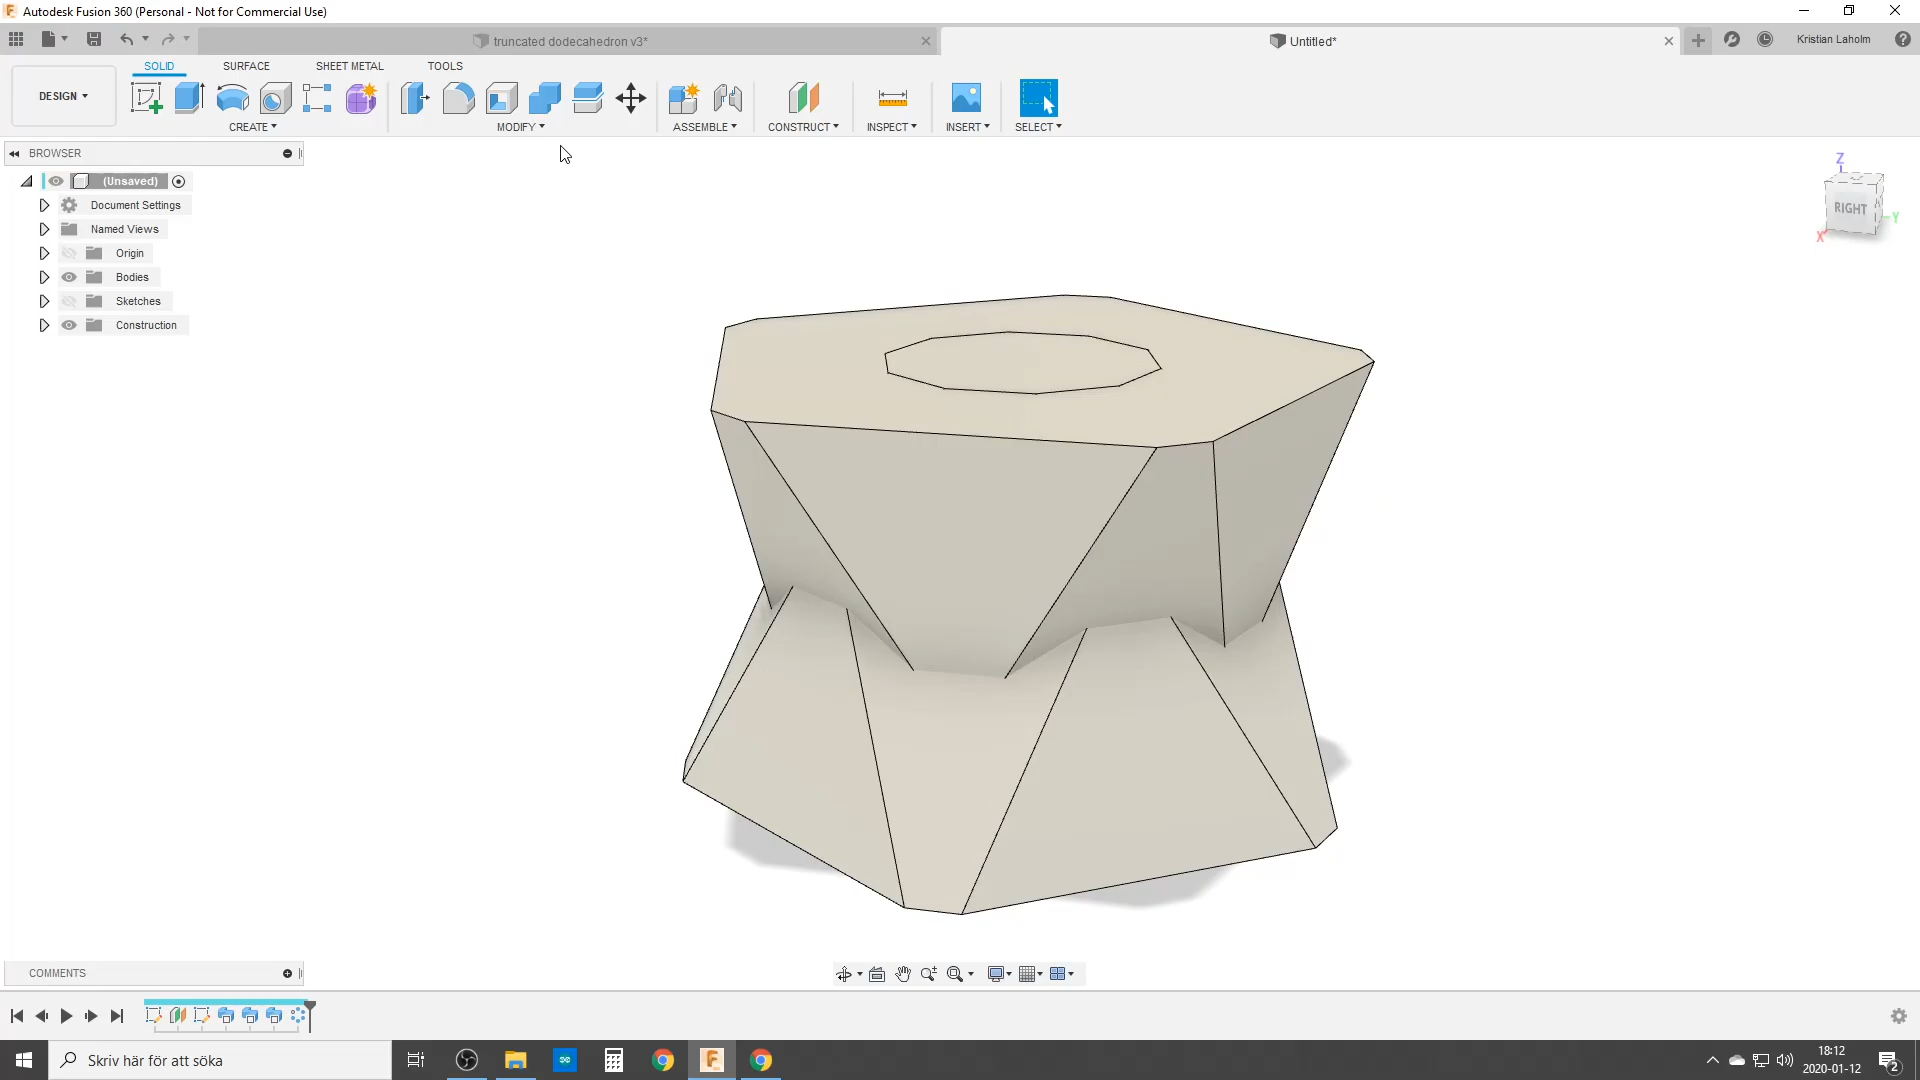 Autodesk Fusion 360 (Personal - Not for Commercial Use)
truncated dodecahedron v3*
Untitled*
Kristian Laholm
SOLID SURFACE SHEET METAL TOOLS
DESIGN
CREATE MODIFY ASSEMBLE CONSTRUCT INSPECT INSERT SELECT
BROWSER
(Unsaved)
Document Settings
Named Views
Origin
Bodies
Sketches
Construction
Z
RIGHT
Y
X
COMMENTS
Skriv här för att söka
18:12
2020-01-12
2